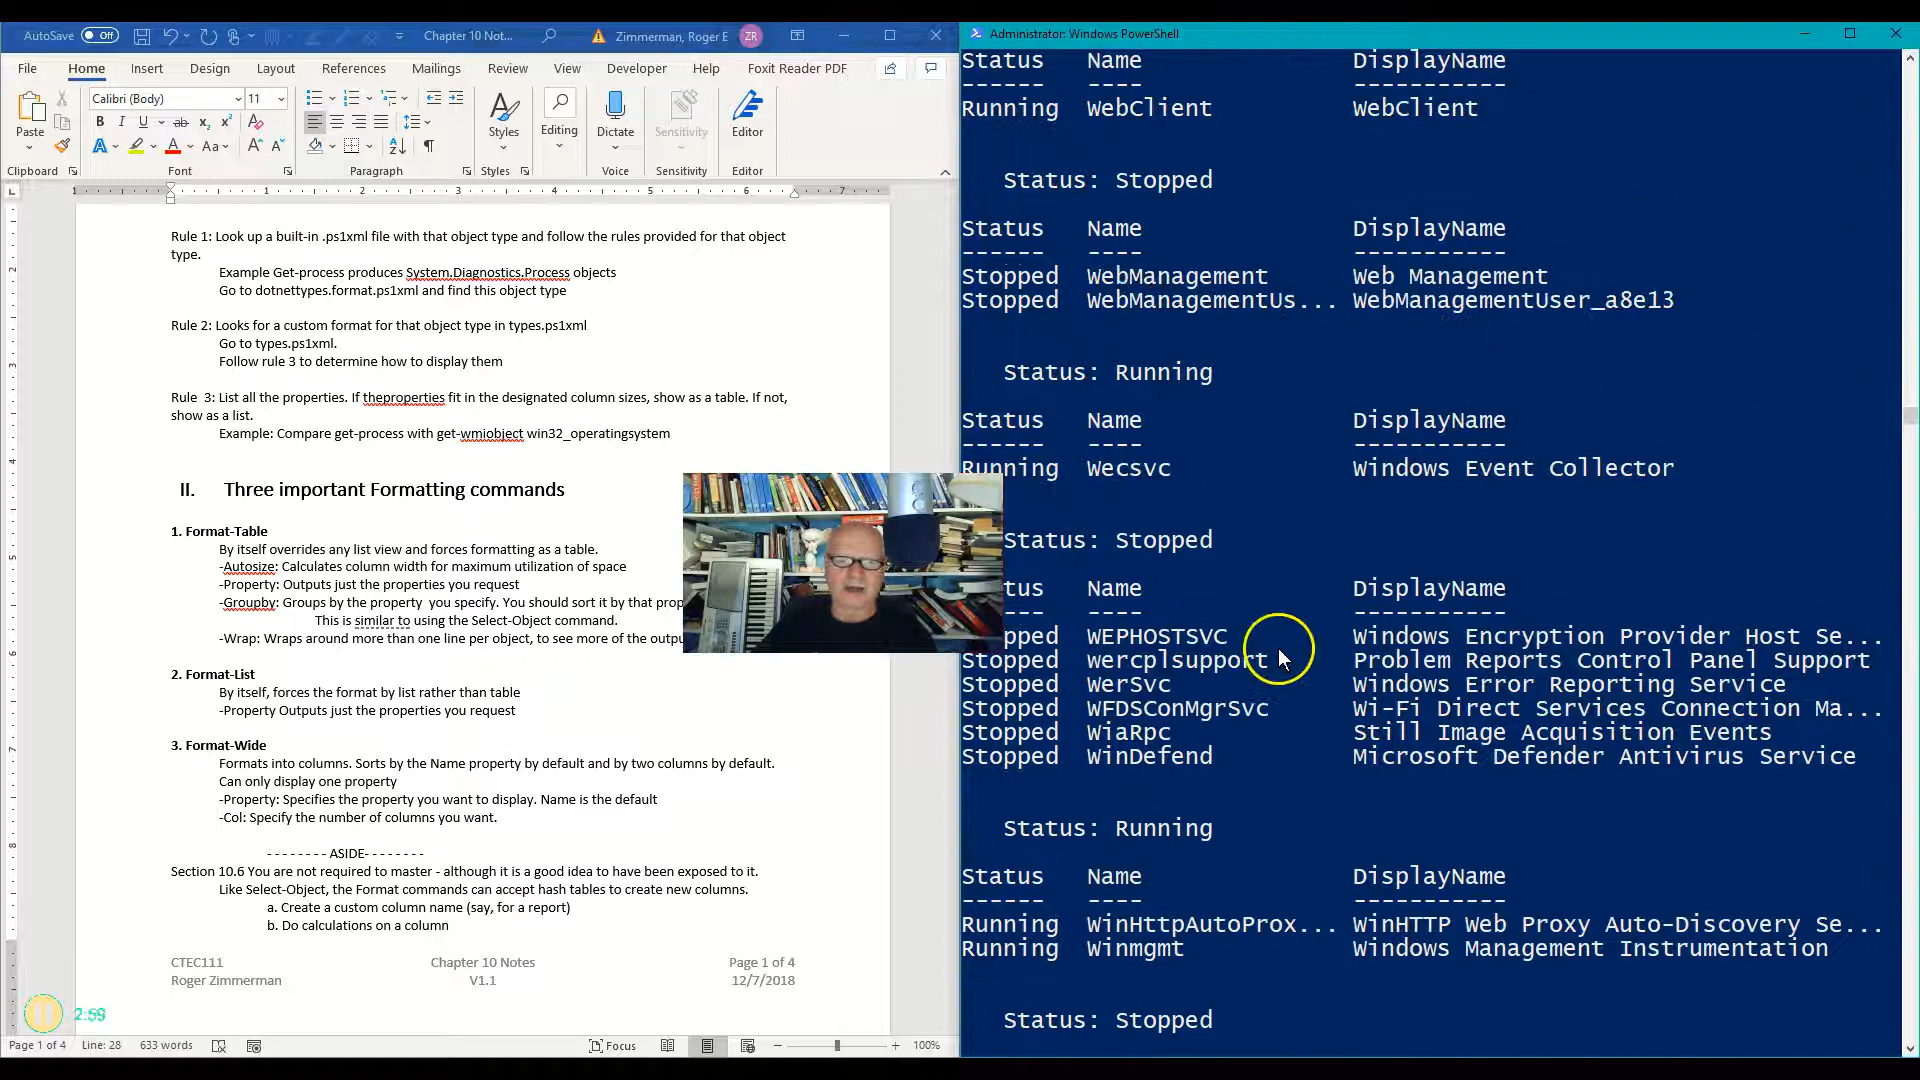 AutoSave Off Chapter 10 Not... Zimmerman, Roger E ZR
File Home Insert Design Layout References Mailings Review View Developer Help Foxit Reader PDF
Calibri (Body) 11
Paste
Styles
Editing
Dictate
Sensitivity
Editor
Clipboard Font Paragraph Styles Voice Sensitivity Editor
1 1 2 3 4 5 6 7
Rule 1: Look up a built-in .ps1xml file with that object type and follow the rules provided for that object
type.
Example Get-process produces System.Diagnostics.Process objects
Go to dotnettypes.format.ps1xml and find this object type
Rule 2: Looks for a custom format for that object type in types.ps1xml
Go to types.ps1xml.
Follow rule 3 to determine how to display them
Rule 3: List all the properties. If theproperties fit in the designated column sizes, show as a table. If not,
show as a list.
Example: Compare get-process with get-wmiobject win32_operatingsystem
II. Three important Formatting commands
1. Format-Table
By itself overrides any list view and forces formatting as a table.
-Autosize: Calculates column width for maximum utilization of space
-Property: Outputs just the properties you request
-Groupby: Groups by the property you specify. You should sort it by that prop
This is similar to using the Select-Object command.
-Wrap: Wraps around more than one line per object, to see more of the outpu
2. Format-List
By itself, forces the format by list rather than table
-Property Outputs just the properties you request
3. Format-Wide
Formats into columns. Sorts by the Name property by default and by two columns by default.
Can only display one property
-Property: Specifies the property you want to display. Name is the default
-Col: Specify the number of columns you want.
- - - - - - - - ASIDE- - - - - - - -
Section 10.6 You are not required to master - although it is a good idea to have been exposed to it.
Like Select-Object, the Format commands can accept hash tables to create new columns.
a. Create a custom column name (say, for a report)
b. Do calculations on a column
CTEC111 Chapter 10 Notes Page 1 of 4
Roger Zimmerman V1.1 12/7/2018
2:59
Page 1 of 4 Line: 28 633 words Focus 100%
Administrator: Windows PowerShell
Status Name DisplayName
------ ---- -----------
Running WebClient WebClient
Status: Stopped
Status Name DisplayName
------ ---- -----------
Stopped WebManagement Web Management
Stopped WebManagementUs... WebManagementUser_a8e13
Status: Running
Status Name DisplayName
------ ---- -----------
Running Wecsvc Windows Event Collector
Status: Stopped
tus Name DisplayName
--- ---- -----------
pped WEPHOSTSVC Windows Encryption Provider Host Se...
Stopped wercplsupport Problem Reports Control Panel Support
Stopped WerSvc Windows Error Reporting Service
Stopped WFDSConMgrSvc Wi-Fi Direct Services Connection Ma...
Stopped WiaRpc Still Image Acquisition Events
Stopped WinDefend Microsoft Defender Antivirus Service
Status: Running
Status Name DisplayName
------ ---- -----------
Running WinHttpAutoProx... WinHTTP Web Proxy Auto-Discovery Se...
Running Winmgmt Windows Management Instrumentation
Status: Stopped